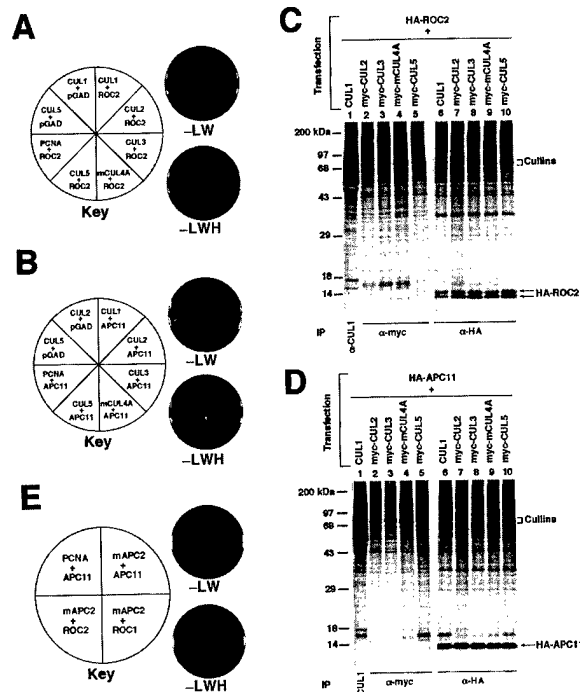 A
CUL1 + pGAD
CUL1 + ROC2
CUL5 + pGAD
CUL2 + ROC2
PCNA + ROC2
CUL3 + ROC2
CUL5 + ROC2
mCUL4A + ROC2
Key
–LW
–LWH
B
CUL2 + pGAD
CUL1 + APC11
CUL5 + pGAD
CUL2 + APC11
PCNA + APC11
CUL3 + APC11
CUL5 + APC11
mCUL4A + APC11
Key
–LW
–LWH
E
PCNA + APC11
mAPC2 + APC11
mAPC2 + ROC2
mAPC2 + ROC1
Key
–LW
–LWH
C
HA-ROC2
+
Transfection
CUL1 myc-CUL2 myc-CUL3 myc-mCUL4A myc-CUL5 CUL1 myc-CUL2 myc-CUL3 myc-mCUL4A myc-CUL5
1 2 3 4 5 6 7 8 9 10
200 kDa
97
68
43
29
18
14
Cullins
HA-ROC2
IP
α-CUL1
α-myc
α-HA
D
HA-APC11
+
Transfection
CUL1 myc-CUL2 myc-CUL3 myc-mCUL4A myc-CUL5 CUL1 myc-CUL2 myc-CUL3 myc-mCUL4A myc-CUL5
1 2 3 4 5 6 7 8 9 10
200 kDa
97
68
43
29
18
14
Cullins
HA-APC11
IP
α-CUL1
α-myc
α-HA